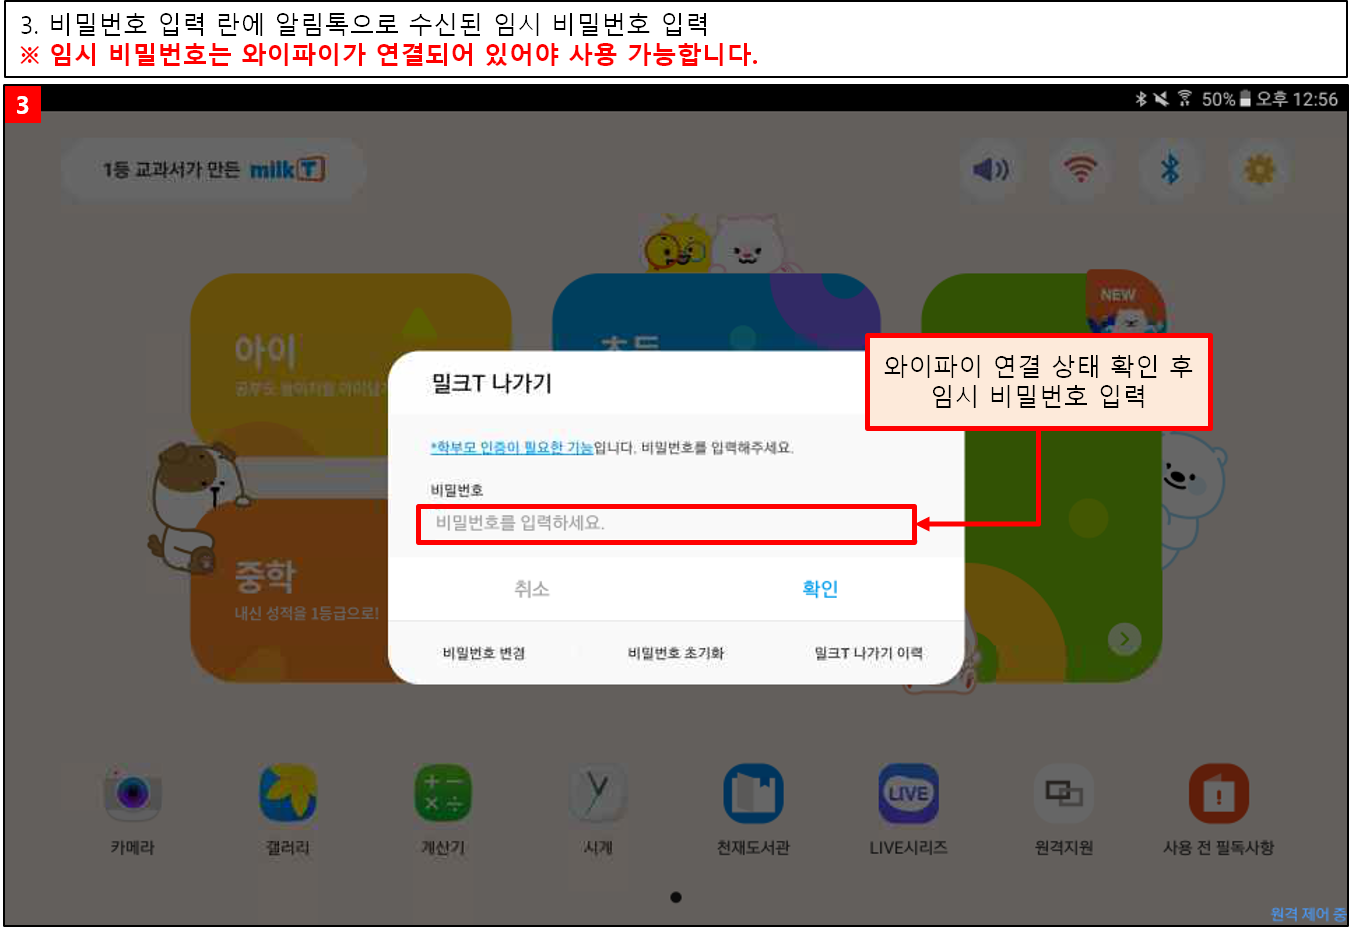 3. 비밀번호 입력 란에 알림톡으로 수신된 임시 비밀번호 입력
※ 임시 비밀번호는 와이파이가 연결되어 있어야 사용 가능합니다.
3
50% 오후 12:56
1등 교과서가 만든 milk T
NEW
아이
초등
와이파이 연결 상태 확인 후
임시 비밀번호 입력
밀크T 나가기
*학부모 인증이 필요한 기능입니다. 비밀번호를 입력해주세요.
비밀번호
비밀번호를 입력하세요.
중학
내신 성적을 1등급으로!
취소
확인
비밀번호 변경
비밀번호 초기화
밀크T 나가기 이력
LIVE
카메라
갤러리
계산기
시계
천재도서관
LIVE시리즈
원격지원
사용 전 필독사항
원격 제어 중